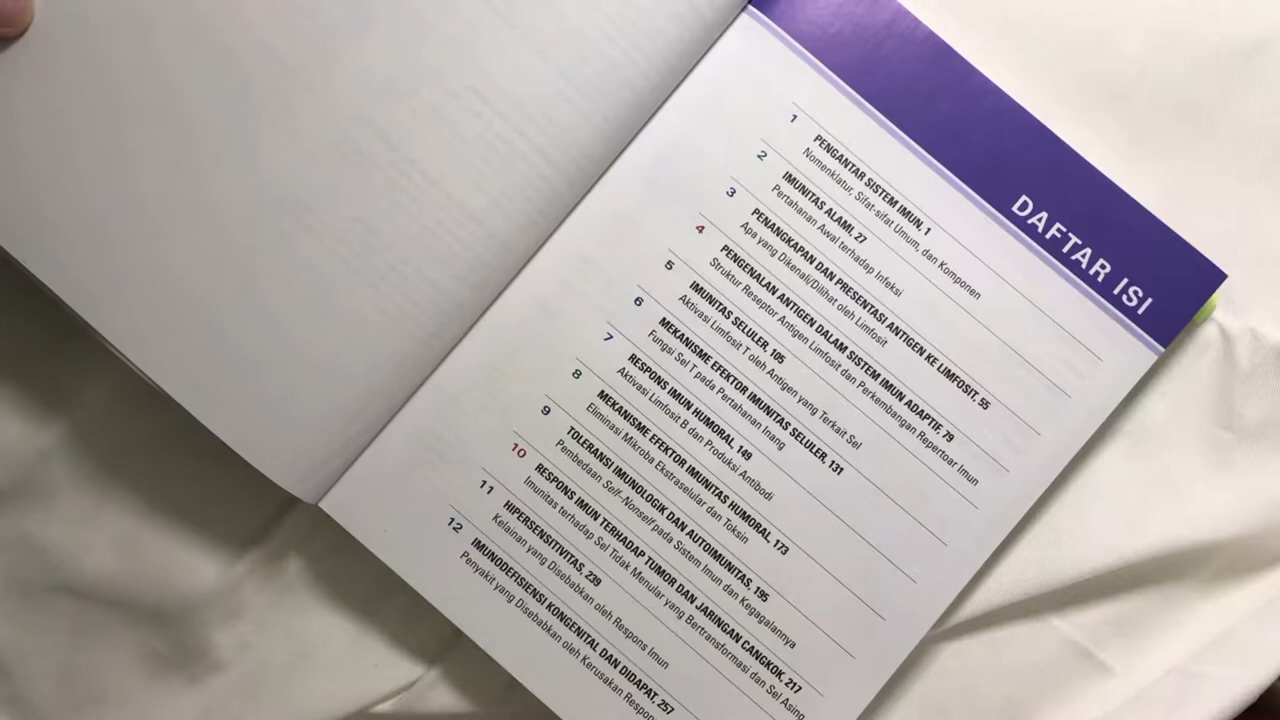 DAFTAR ISI
1 PENGANTAR SISTEM IMUN, 1
Nomenklatur, Sifat-sifat Umum, dan Komponen
2 IMUNITAS ALAMI, 27
Pertahanan Awal terhadap Infeksi
3 PENANGKAPAN DAN PRESENTASI ANTIGEN KE LIMFOSIT, 55
Apa yang Dikenali/Dilihat oleh Limfosit
4 PENGENALAN ANTIGEN DALAM SISTEM IMUN ADAPTIF, 79
Struktur Reseptor Antigen Limfosit dan Perkembangan Repertoar Imun
5 IMUNITAS SELULER, 105
Aktivasi Limfosit T oleh Antigen yang Terkait Sel
6 MEKANISME EFEKTOR IMUNITAS SELULER, 131
Fungsi Sel T pada Pertahanan Inang
7 RESPONS IMUN HUMORAL, 149
Aktivasi Limfosit B dan Produksi Antibodi
8 MEKANISME EFEKTOR IMUNITAS HUMORAL, 173
Eliminasi Mikroba Ekstraselular dan Toksin
9 TOLERANSI IMUNOLOGIK DAN AUTOIMUNITAS, 195
Pembedaan Self–Nonself pada Sistem Imun dan Kegagalannya
10 RESPONS IMUN TERHADAP TUMOR DAN JARINGAN CANGKOK, 217
Imunitas terhadap Sel Tidak Menular yang Bertransformasi dan Sel Asing
11 HIPERSENSITIVITAS, 239
Kelainan yang Disebabkan oleh Respons Imun
12 IMUNODEFISIENSI KONGENITAL DAN DIDAPAT, 257
Penyakit yang Disebabkan oleh Kerusakan Respon